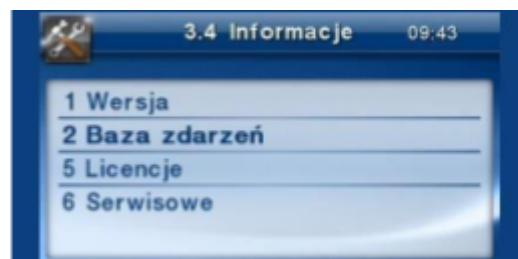 3.4 Informacje 09:43
1 Wersja
2 Baza zdarzeń
5 Licencje
6 Serwisowe